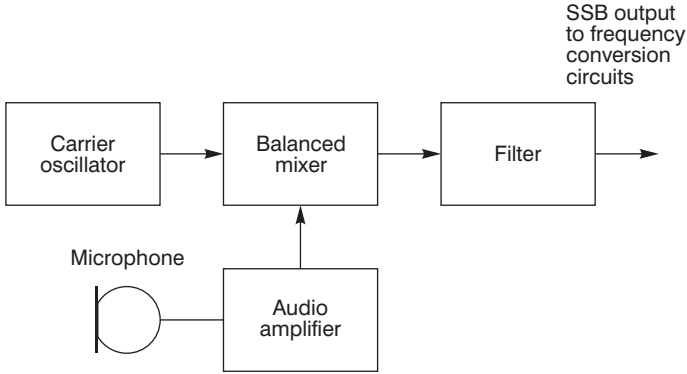 SSB output
to frequency
conversion
circuits
Carrier
oscillator
Balanced
mixer
Filter
Microphone
Audio
amplifier